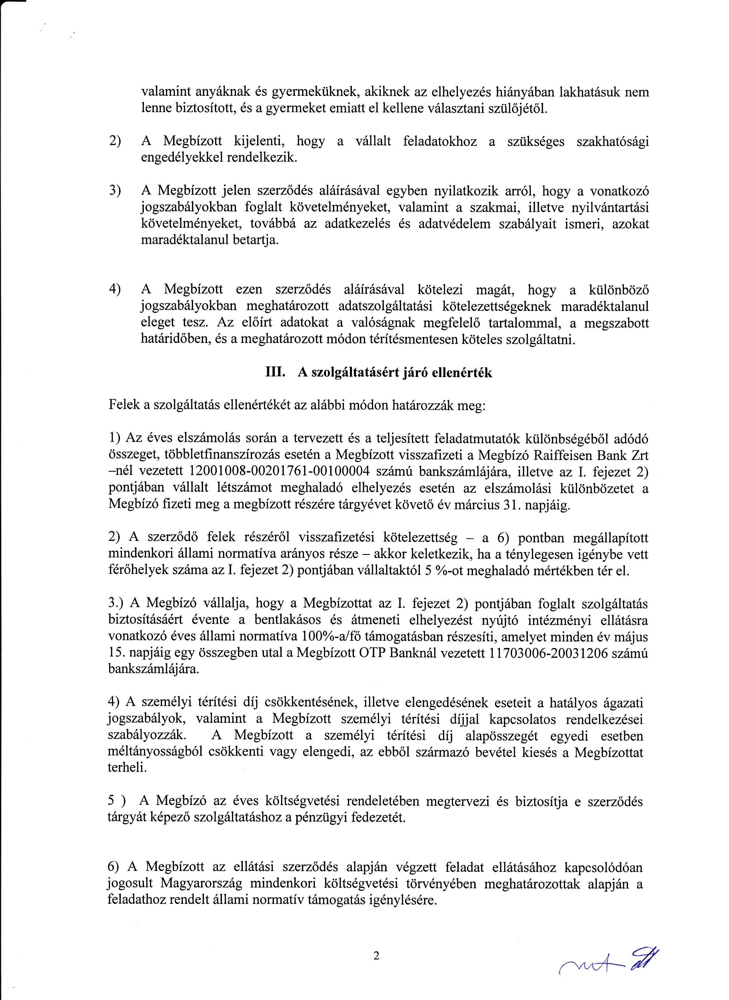 valamint anyáknak és gyermeküknek, akiknek az elhelyezés hiányában lakhatásuk nem
lenne biztosított, és a gyermeket emiatt el kellene választani szülőjétől.
2) A Megbízott kijelenti, hogy a vállalt feladatokhoz a szükséges szakhatósági
engedélyekkel rendelkezik.
3) A Megbízott jelen szerződés aláírásával egyben nyilatkozik arról, hogy a vonatkozó
jogszabályokban foglalt követelményeket, valamint a szakmai, illetve nyilvántartási
követelményeket, továbbá az adatkezelés és adatvédelem szabályait ismeri, azokat
maradéktalanul betartja.
4) A Megbízott ezen szerződés aláírásával kötelezi magát, hogy a különböző
jogszabályokban meghatározott adatszolgáltatási kötelezettségeknek maradéktalanul
eleget tesz. Az előírt adatokat a valóságnak megfelelő tartalommal, a megszabott
határidőben, és a meghatározott módon térítésmentesen köteles szolgáltatni.
III. A szolgáltatásért járó ellenérték
Felek a szolgáltatás ellenértékét az alábbi módon határozzák meg:
1) Az éves elszámolás során a tervezett és a teljesített feladatmutatók különbségéből adódó
összeget, többletfinanszírozás esetén a Megbízott visszafizeti a Megbízó Raiffeisen Bank Zrt
–nél vezetett 12001008-00201761-00100004 számú bankszámlájára, illetve az I. fejezet 2)
pontjában vállalt létszámot meghaladó elhelyezés esetén az elszámolási különbözetet a
Megbízó fizeti meg a megbízott részére tárgyévet követő év március 31. napjáig.
2) A szerződő felek részéről visszafizetési kötelezettség – a 6) pontban megállapított
mindenkori állami normatíva arányos része – akkor keletkezik, ha a ténylegesen igénybe vett
férőhelyek száma az I. fejezet 2) pontjában vállaltaktól 5 %-ot meghaladó mértékben tér el.
3.) A Megbízó vállalja, hogy a Megbízottat az I. fejezet 2) pontjában foglalt szolgáltatás
biztosításáért évente a bentlakásos és átmeneti elhelyezést nyújtó intézményi ellátásra
vonatkozó éves állami normatíva 100%-a/fő támogatásban részesíti, amelyet minden év május
15. napjáig egy összegben utal a Megbízott OTP Banknál vezetett 11703006-20031206 számú
bankszámlájára.
4) A személyi térítési díj csökkentésének, illetve elengedésének eseteit a hatályos ágazati
jogszabályok, valamint a Megbízott személyi térítési díjjal kapcsolatos rendelkezései
szabályozzák. A Megbízott a személyi térítési díj alapösszegét egyedi esetben
méltányosságból csökkenti vagy elengedi, az ebből származó bevétel kiesés a Megbízottat
terheli.
5 ) A Megbízó az éves költségvetési rendeletében megtervezi és biztosítja e szerződés
tárgyát képező szolgáltatáshoz a pénzügyi fedezetét.
6) A Megbízott az ellátási szerződés alapján végzett feladat ellátásához kapcsolódóan
jogosult Magyarország mindenkori költségvetési törvényében meghatározottak alapján a
feladathoz rendelt állami normatív támogatás igénylésére.
2